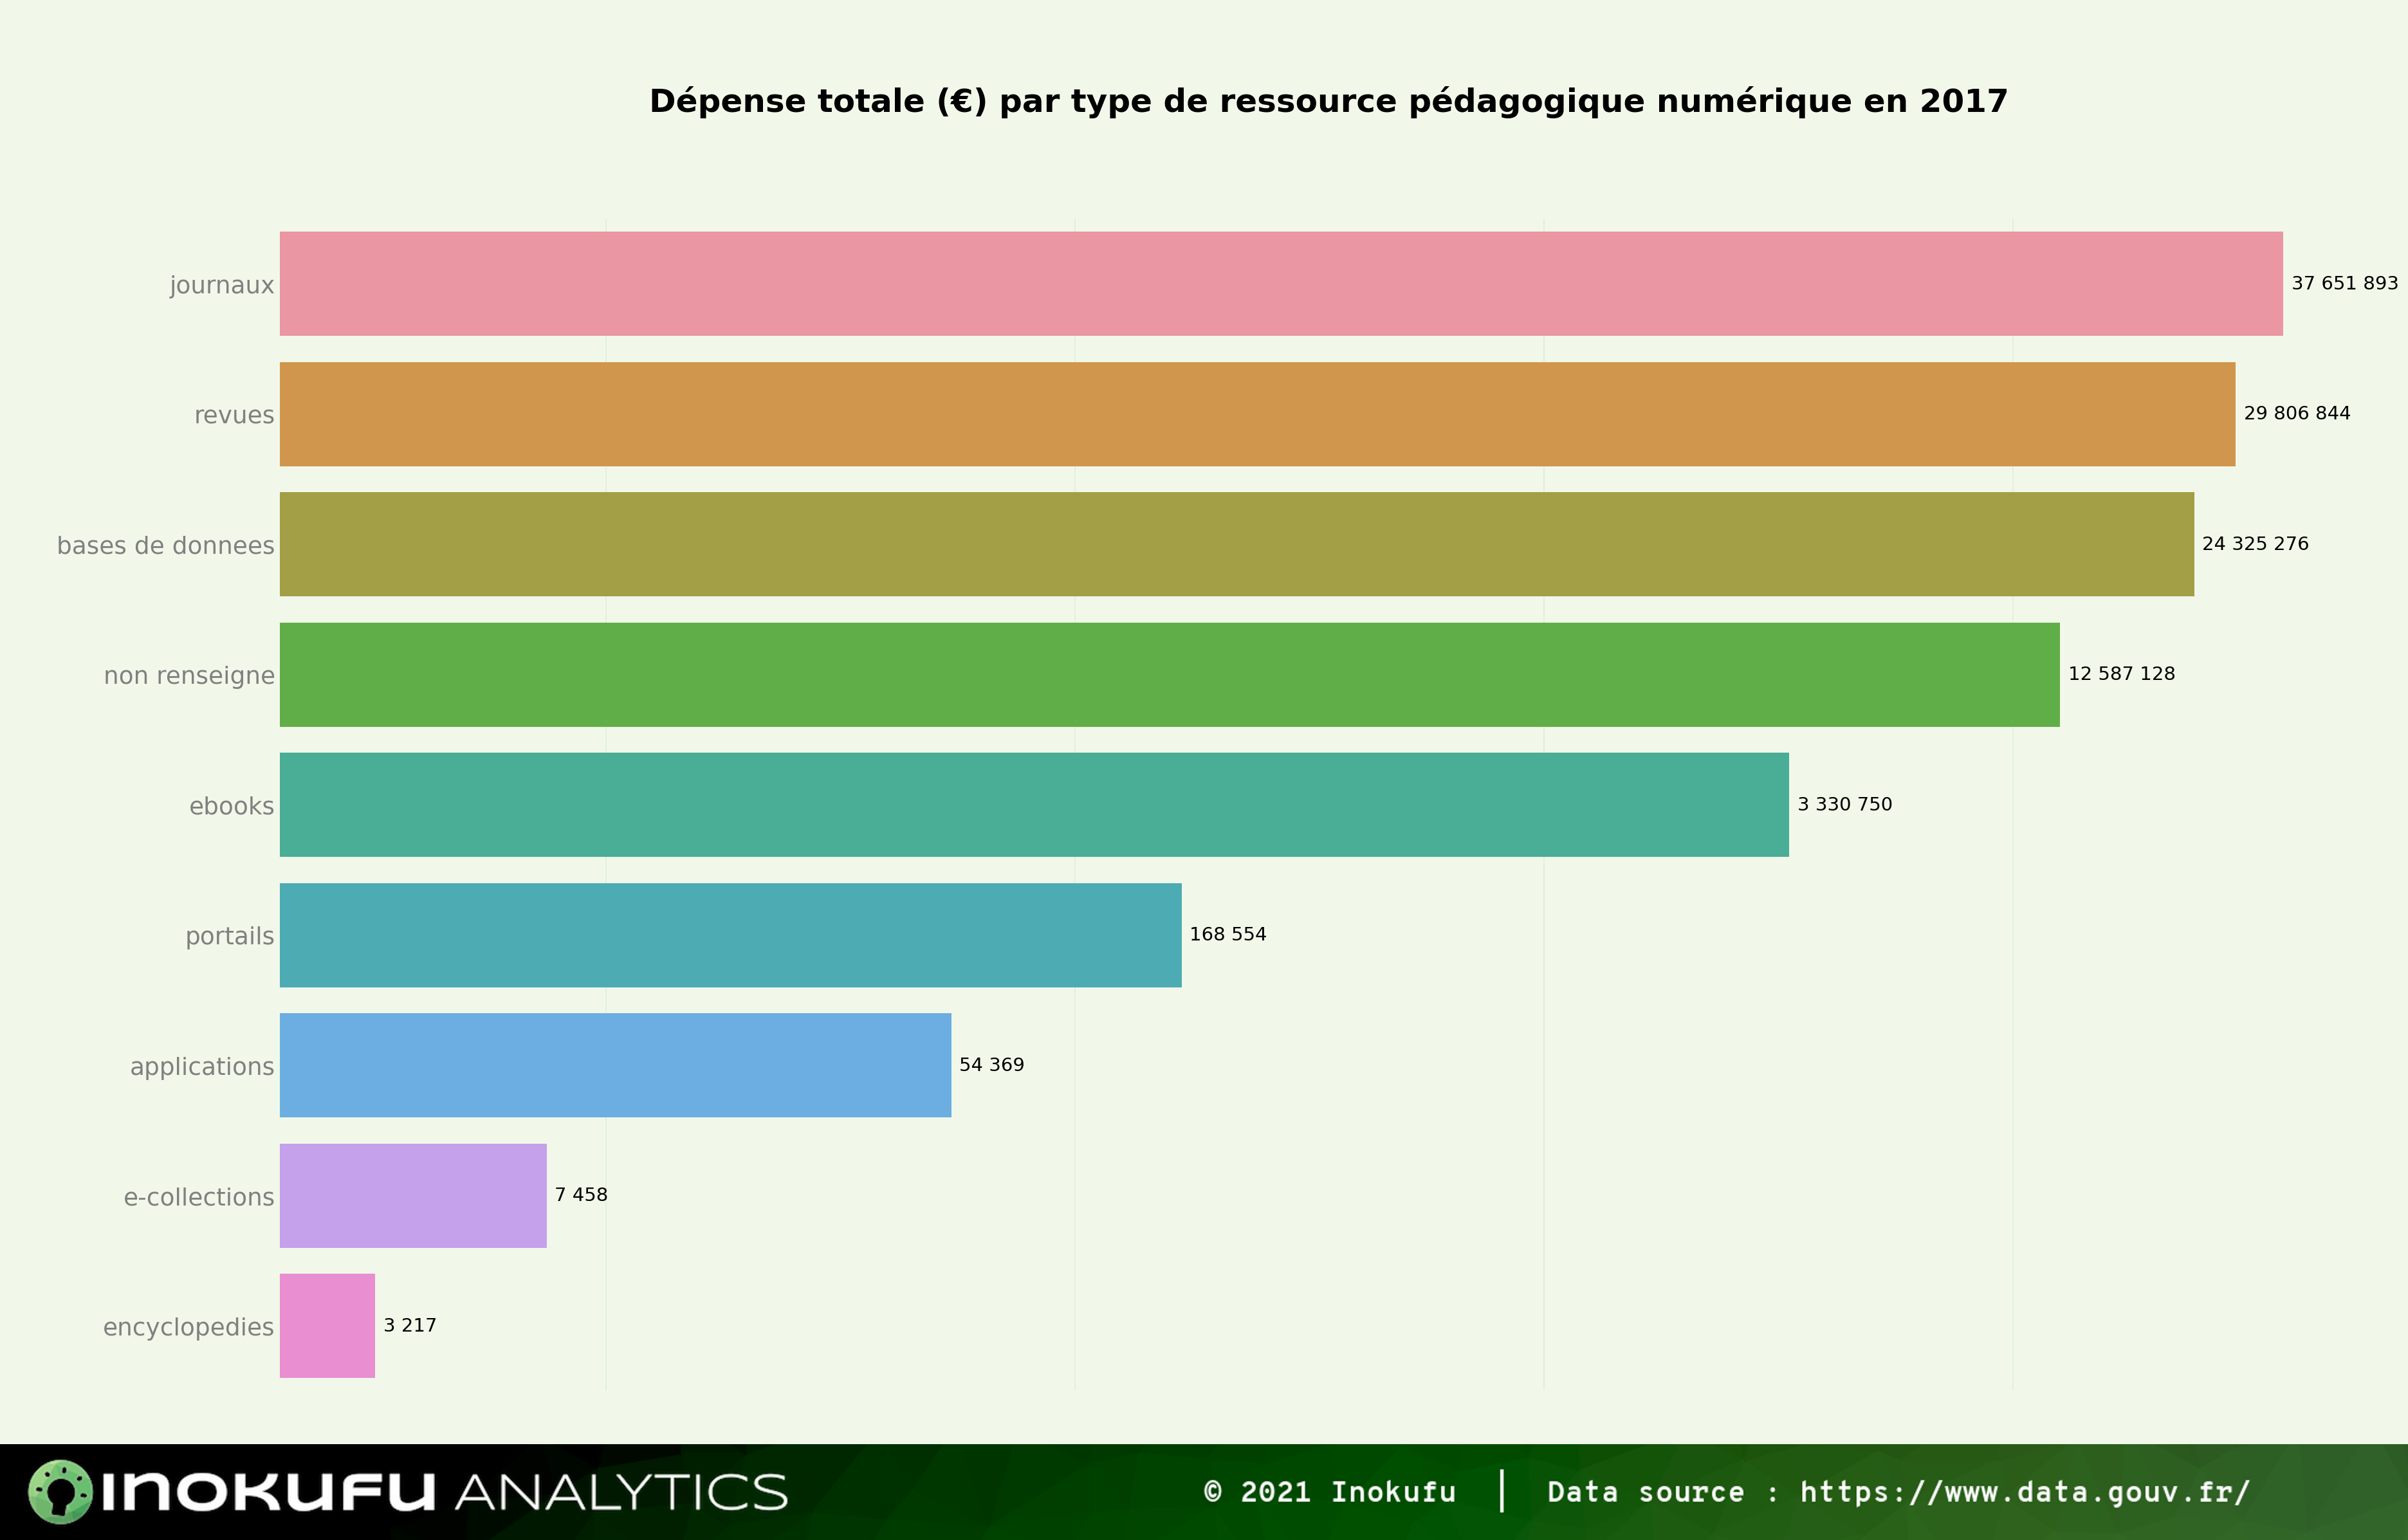 Dépense totale (€) par type de ressource pédagogique numérique en 2017
journaux 37 651 893
revues 29 806 844
bases de donnees 24 325 276
non renseigne 12 587 128
ebooks 3 330 750
portails 168 554
applications 54 369
e-collections 7 458
encyclopedies 3 217
INOKUFU ANALYTICS © 2021 Inokufu | Data source : https://www.data.gouv.fr/